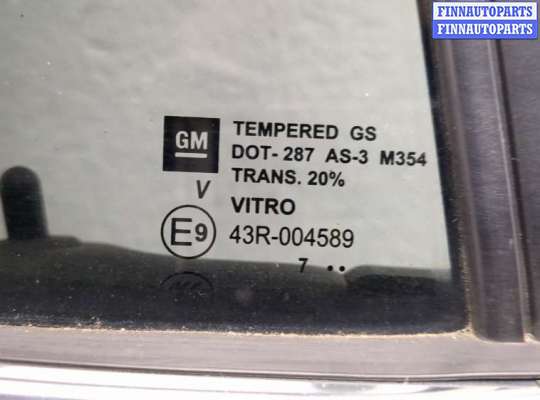 FINNAUTOPARTS
FINNAUTOPARTS
GM
TEMPERED GS
DOT- 287 AS-3 M354
TRANS. 20%
V
VITRO
E9
43R-004589
7 ••